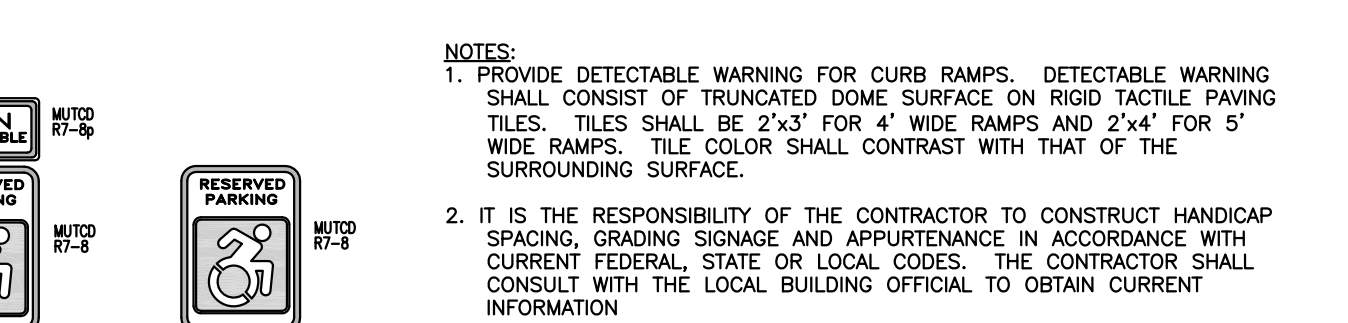 N
BLE
MUTCD
R7-8p
VED
NG
MUTCD
R7-8
RESERVED
PARKING
MUTCD
R7-8
NOTES:
1. PROVIDE DETECTABLE WARNING FOR CURB RAMPS. DETECTABLE WARNING
SHALL CONSIST OF TRUNCATED DOME SURFACE ON RIGID TACTILE PAVING
TILES. TILES SHALL BE 2'x3' FOR 4' WIDE RAMPS AND 2'x4' FOR 5'
WIDE RAMPS. TILE COLOR SHALL CONTRAST WITH THAT OF THE
SURROUNDING SURFACE.
2. IT IS THE RESPONSIBILITY OF THE CONTRACTOR TO CONSTRUCT HANDICAP
SPACING, GRADING SIGNAGE AND APPURTENANCE IN ACCORDANCE WITH
CURRENT FEDERAL, STATE OR LOCAL CODES. THE CONTRACTOR SHALL
CONSULT WITH THE LOCAL BUILDING OFFICIAL TO OBTAIN CURRENT
INFORMATION